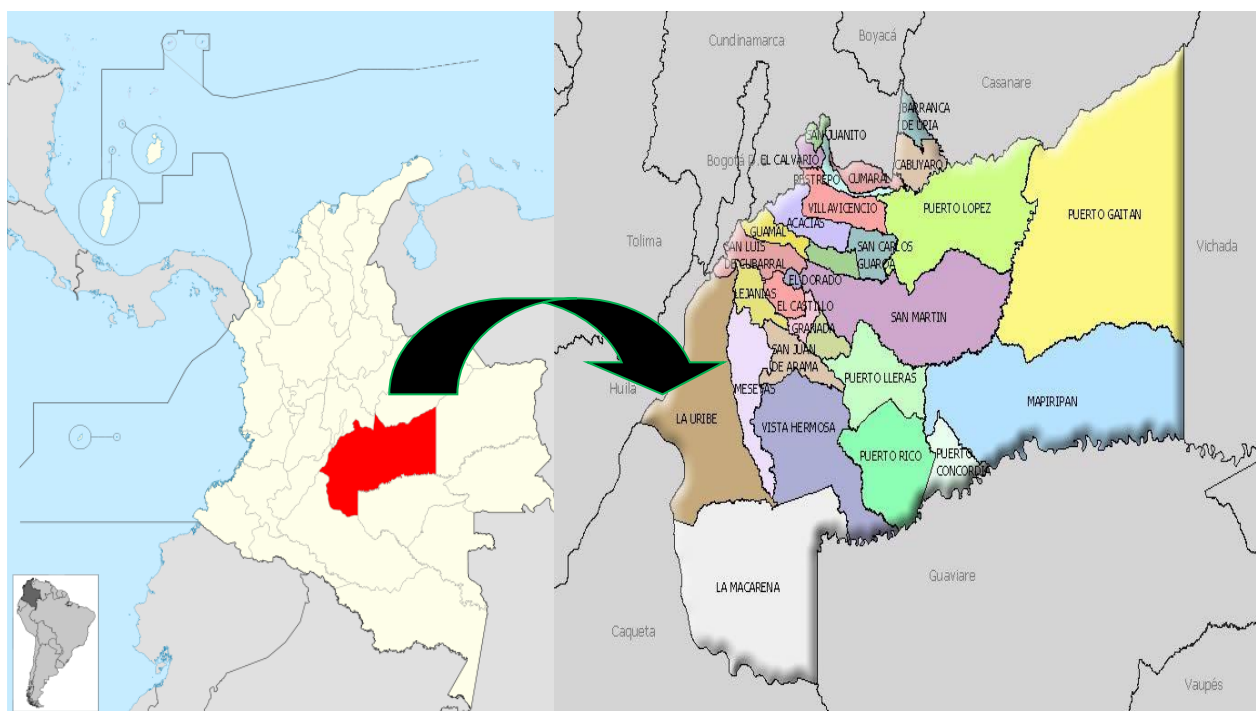 Cundinamarca
Boyacá
Casanare
BARRANCA
DE UPIA
SAN JUANITO
Bogotá D.
EL CALVARIO
CABUYARO
RESTREPO
CUMARAL
VILLAVICENCIO
PUERTO LOPEZ
PUERTO GAITAN
ACACIAS
GUAMAL
Tolima
SAN LUIS
DE CUBARRAL
SAN CARLOS
GUAROA
Vichada
EL DORADO
LEJANIAS
EL CASTILLO
GRANADA
SAN MARTIN
SAN JUAN
DE ARAMA
PUERTO LLERAS
Huila
MESEYAS
MAPIRIPAN
LA URIBE
VISTA HERMOSA
PUERTO RICO
PUERTO
CONCORDIA
LA MACARENA
Guaviare
Caqueta
Vaupés